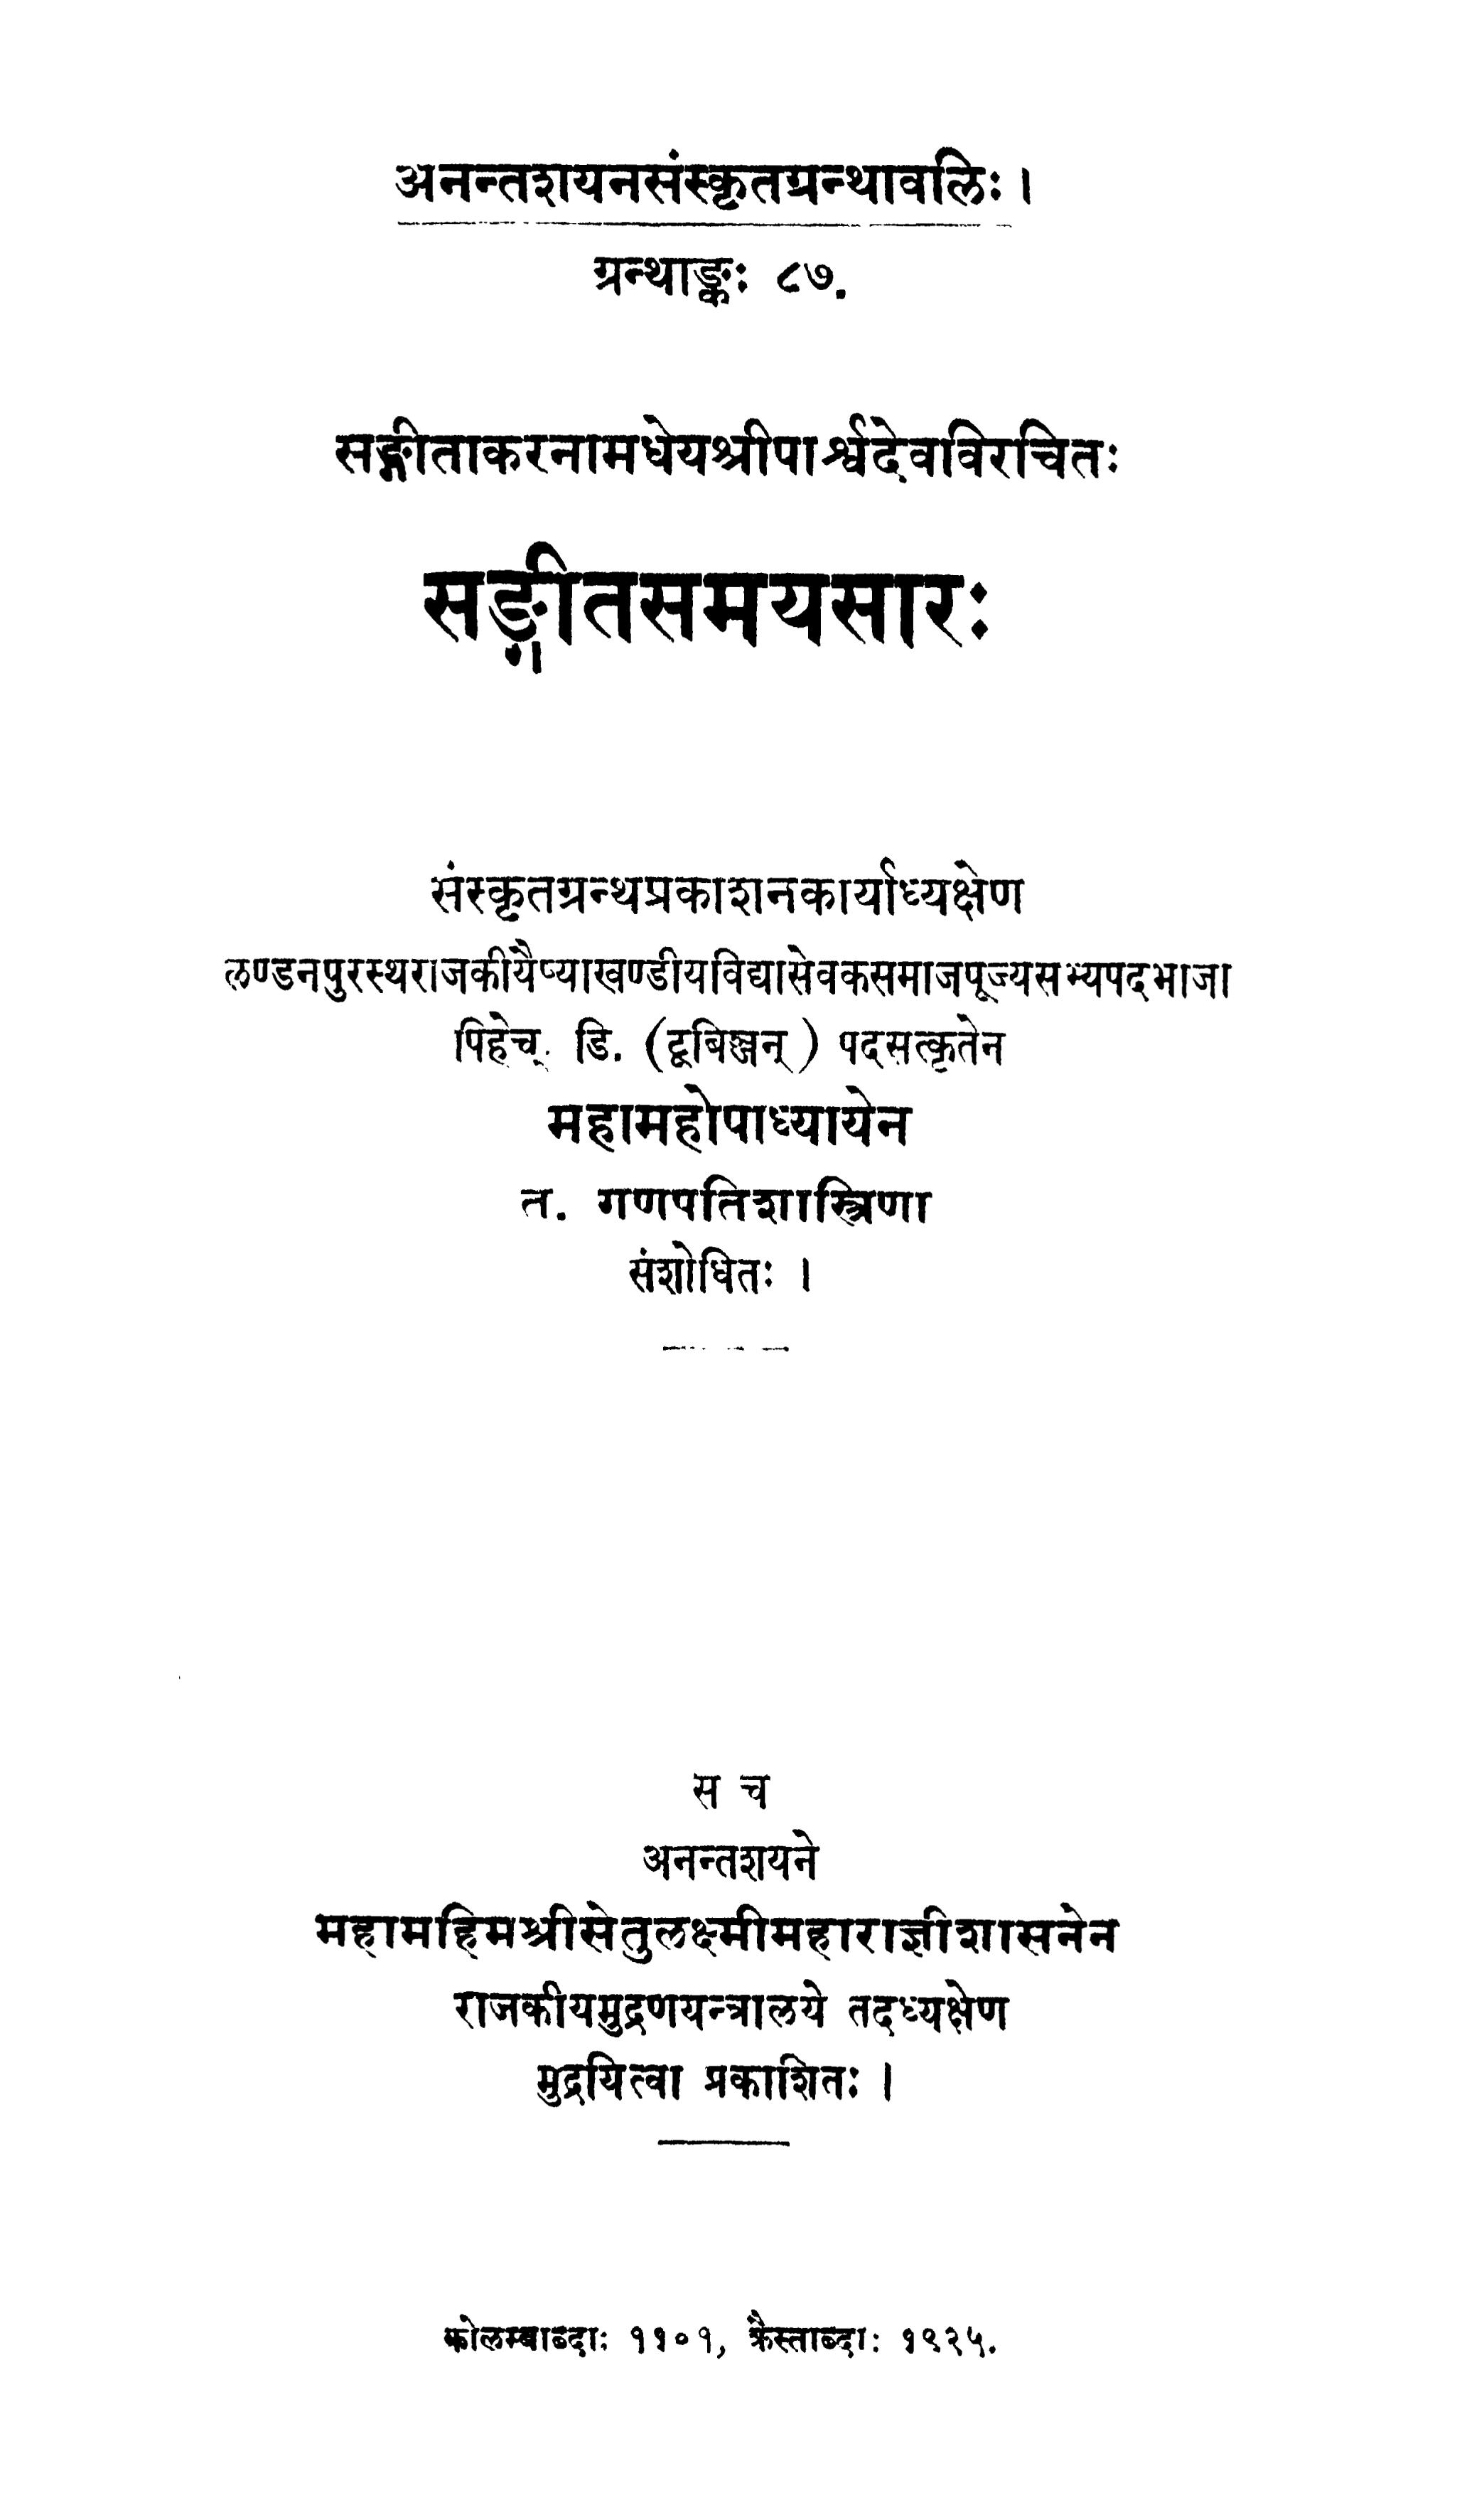 अनन्तशयनसंस्कृतग्रन्थावलिः ।
ग्रन्थाङ्कः ८७.
सङ्गीताकरनामधेयश्रीपार्श्वदेवविरचितः
सङ्गीतसमयसारः
संस्कृतग्रन्थप्रकाशनकार्याध्यक्षेण
लण्डनपुरस्थराजकीयैष्याखण्डीयविद्यासेवकसमाजपूज्यसभ्यपदभाजा
पिहेच्. डि. (टूबिञ्जन्) पदसत्कृतेन
महामहोपाध्यायेन
त. गणपतिशास्त्रिणा
संशोधितः ।
स च
अनन्तशयने
महामहिमश्रीसेतुलक्ष्मीमहाराज्ञीशासनेन
राजकीयमुद्रणयन्त्रालये तदध्यक्षेण
मुद्रयित्वा प्रकाशितः ।
कोलम्बाब्दाः ११०१, क्रैस्ताब्दाः १९२५.